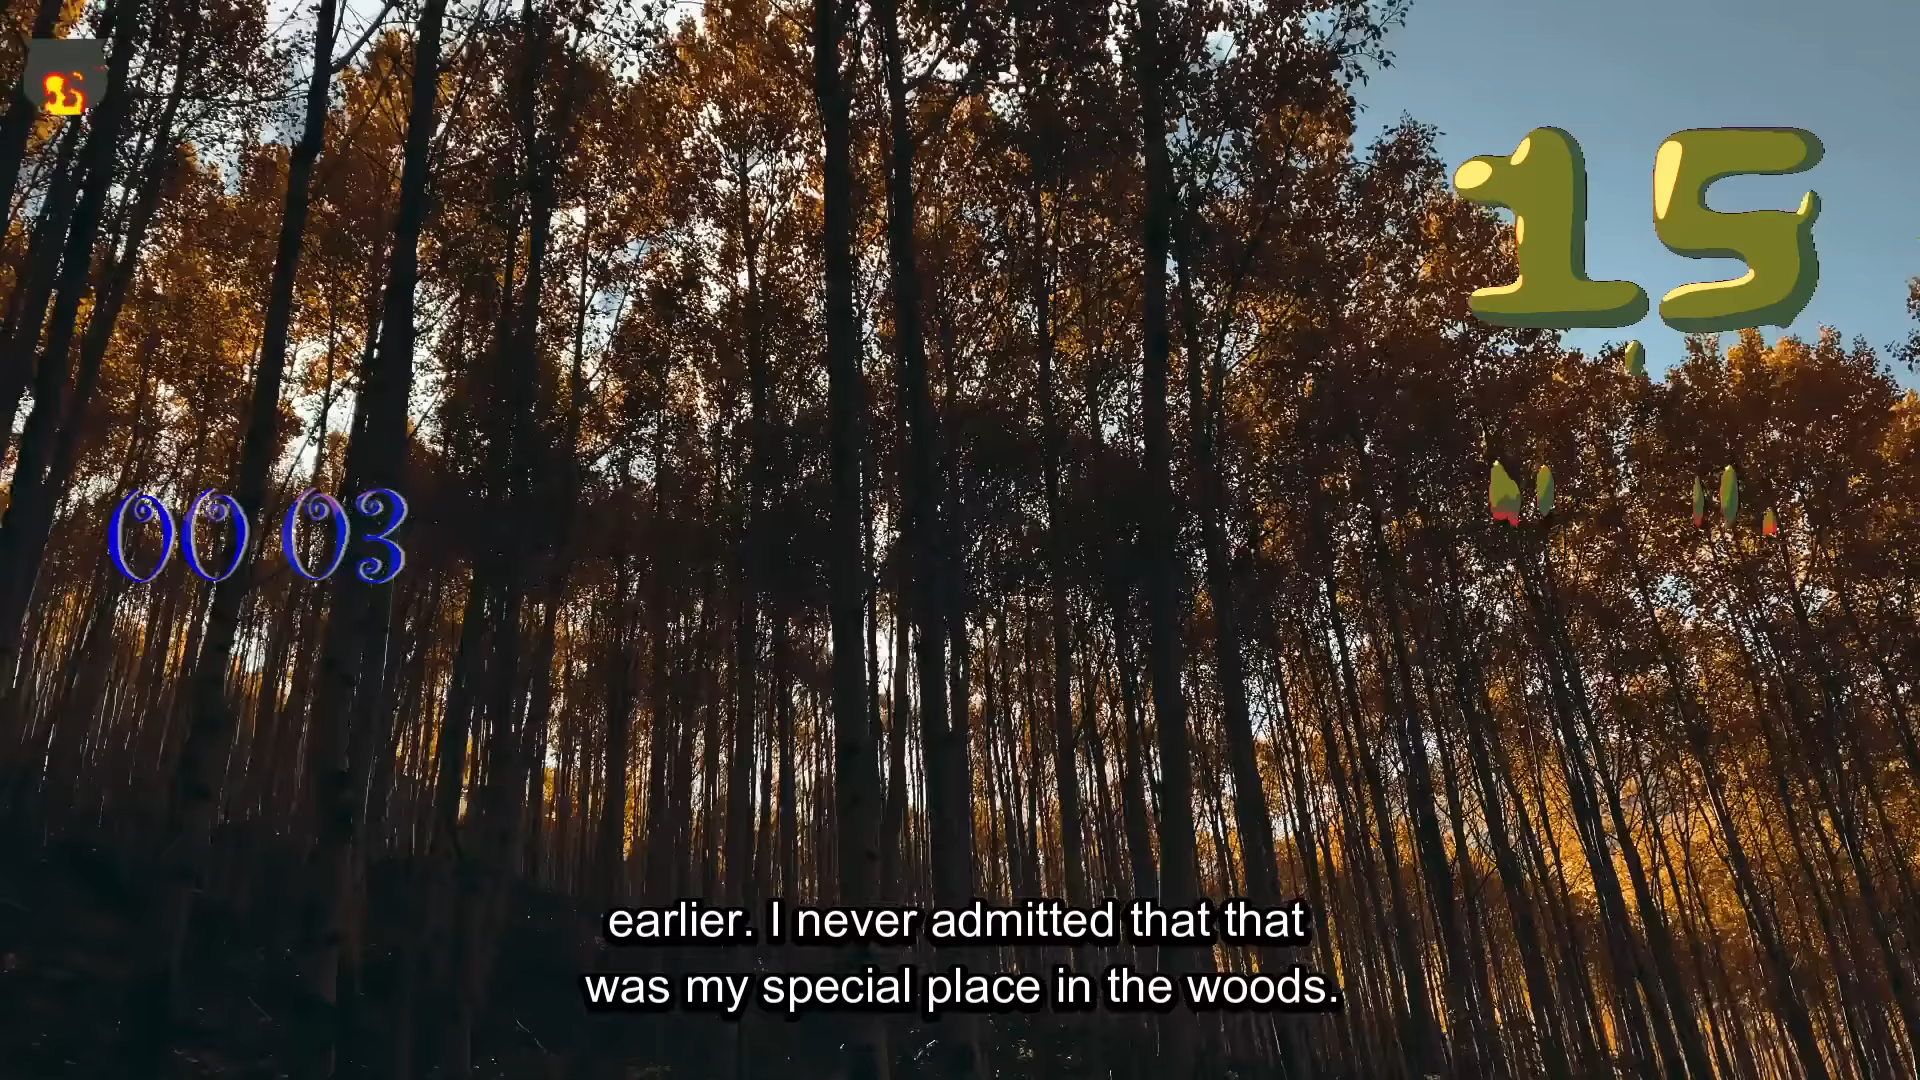 15
00 03
earlier. I never admitted that that
was my special place in the woods.